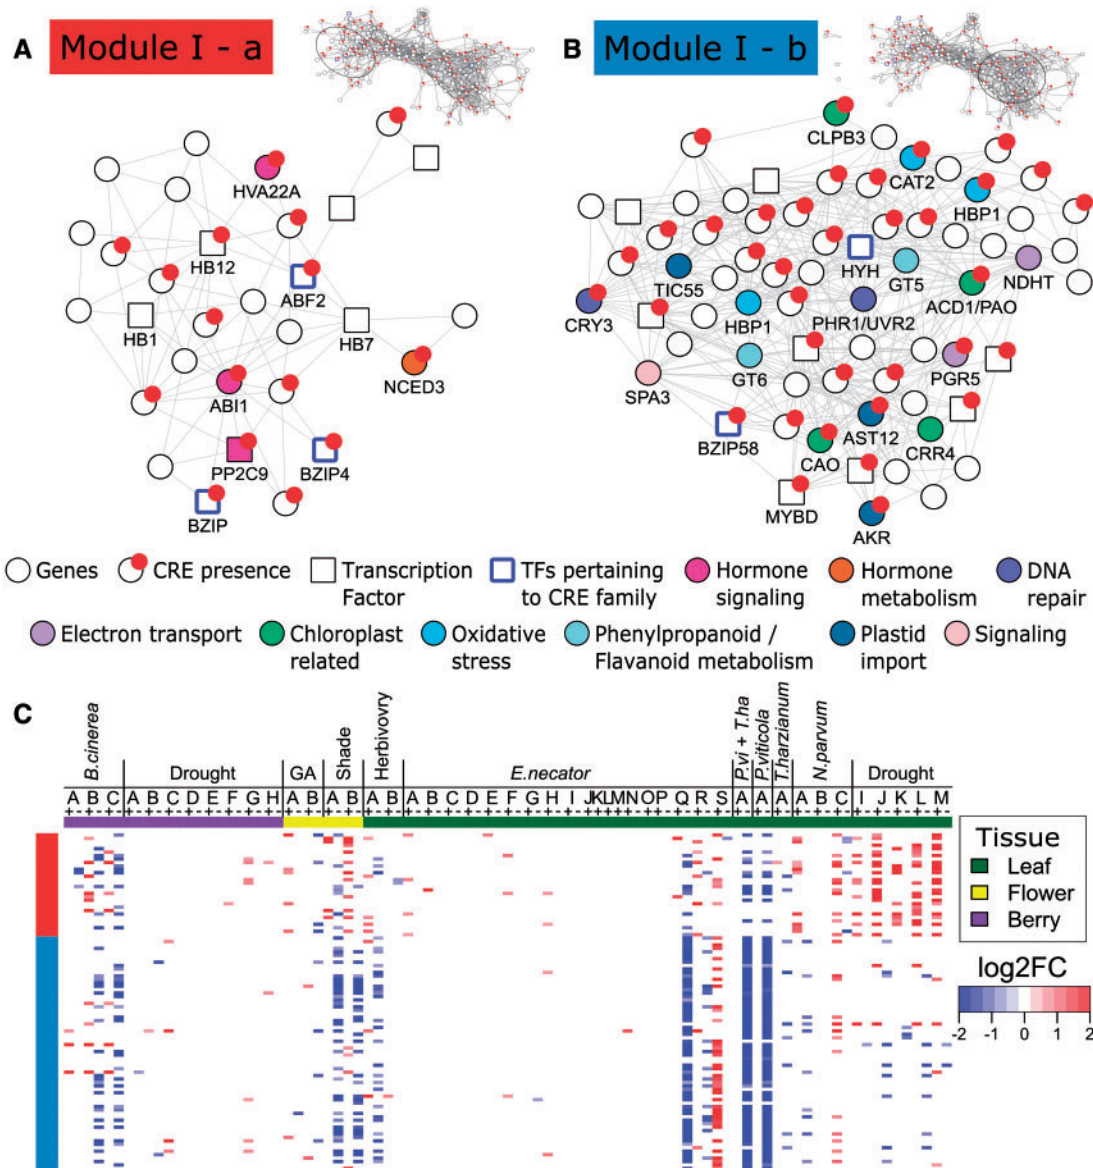 A Module I - a
B Module I - b
CLPB3
HVA22A
CAT2
HBP1
HB12
ABF2
HYH
GT5
NDHT
TIC55
HB1
HB7
CRY3
HBP1
PHR1/UVR2
ACD1/PAO
NCED3
ABI1
GT6
SPA3
PGR5
PP2C9
BZIP4
BZIP58
AST12
CAO
CRR4
BZIP
MYBD
AKR
Genes CRE presence Transcription TFs pertaining Hormone Hormone DNA
Factor to CRE family signaling metabolism repair
Electron transport Chloroplast Oxidative Phenylpropanoid / Plastid Signaling
related stress Flavanoid metabolism import
C
B.cinerea Shade Herbivovry P.vi + T.ha P.viticola T.harzianum N.parvum
Drought GA E.necator Drought
A B C A B C D E F G H A B A B A B A B C D E F G H I J K L M N O P Q R S A A A A B C I J K L M
Tissue
Leaf
Flower
Berry
log2FC
-2 -1 0 1 2